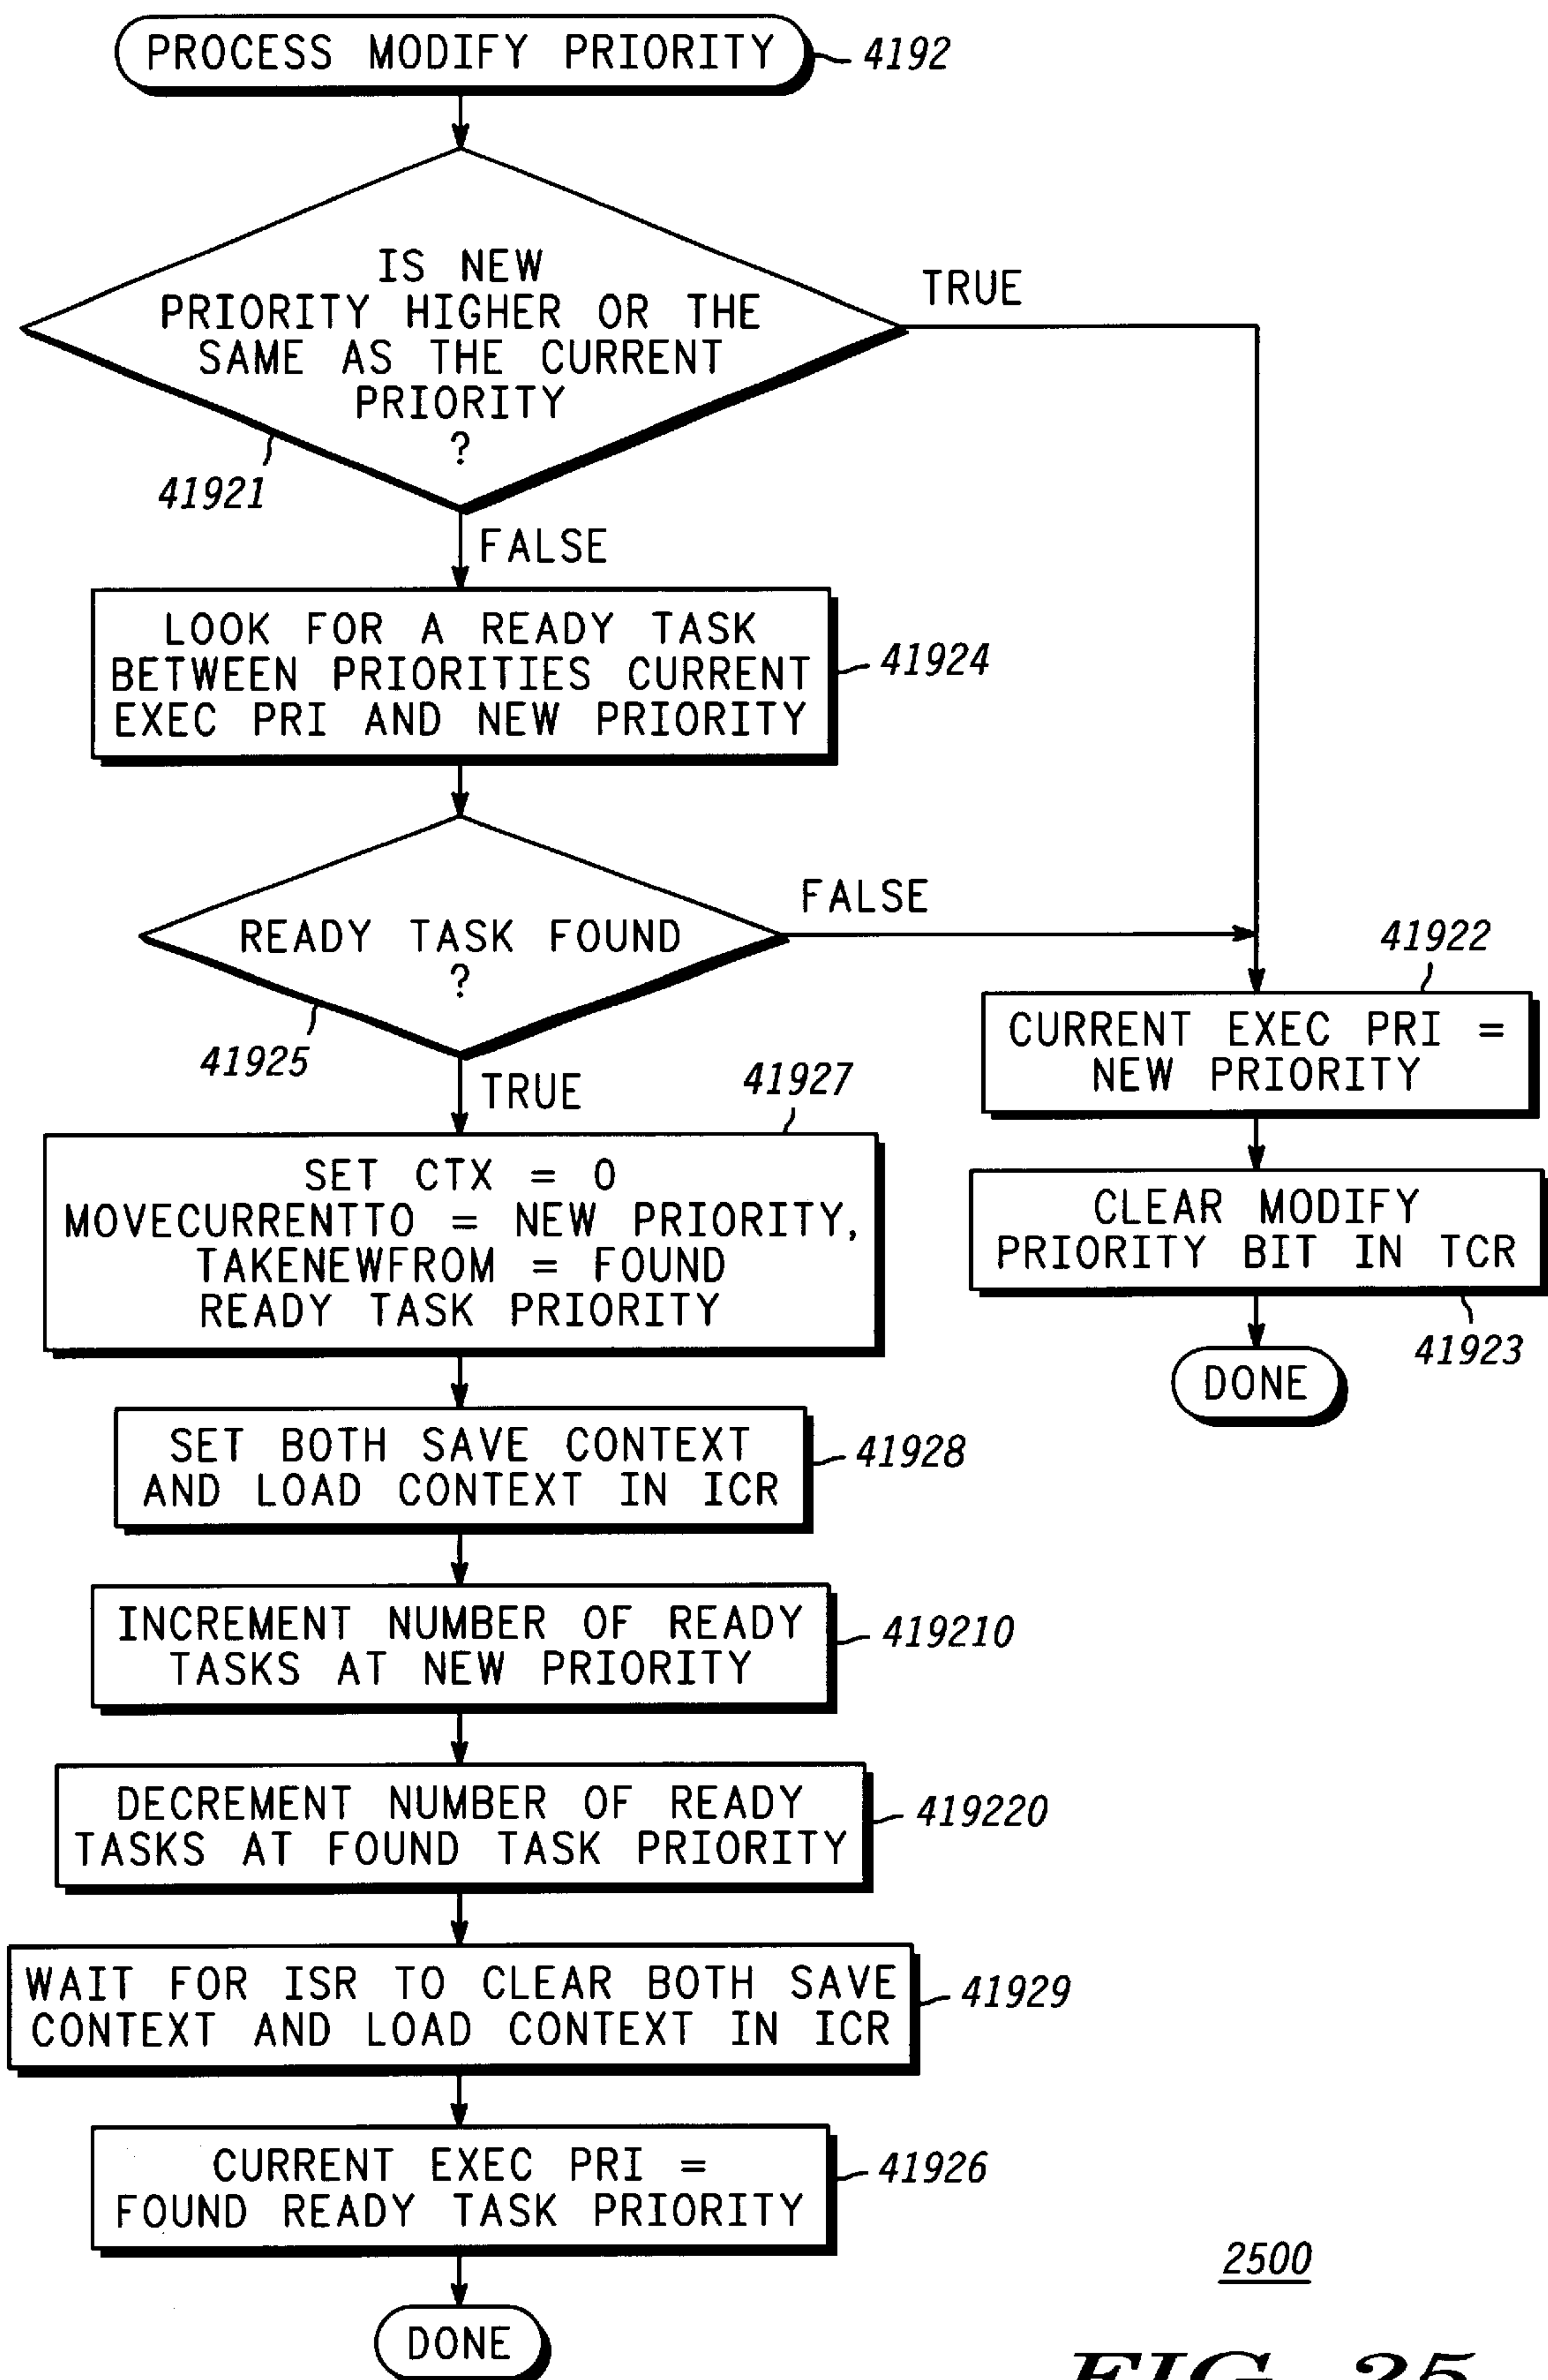 PROCESS MODIFY PRIORITY
4192
IS NEW
PRIORITY HIGHER OR THE
SAME AS THE CURRENT
PRIORITY
?
41921
TRUE
FALSE
LOOK FOR A READY TASK
BETWEEN PRIORITIES CURRENT
EXEC PRI AND NEW PRIORITY
41924
READY TASK FOUND
?
41925
FALSE
TRUE
41922
CURRENT EXEC PRI =
NEW PRIORITY
CLEAR MODIFY
PRIORITY BIT IN TCR
41923
DONE
41927
SET CTX = 0
MOVECURRENTTO = NEW PRIORITY,
TAKENEWFROM = FOUND
READY TASK PRIORITY
SET BOTH SAVE CONTEXT
AND LOAD CONTEXT IN ICR
41928
INCREMENT NUMBER OF READY
TASKS AT NEW PRIORITY
419210
DECREMENT NUMBER OF READY
TASKS AT FOUND TASK PRIORITY
419220
WAIT FOR ISR TO CLEAR BOTH SAVE
CONTEXT AND LOAD CONTEXT IN ICR
41929
CURRENT EXEC PRI =
FOUND READY TASK PRIORITY
41926
DONE
2500
FIG. 25